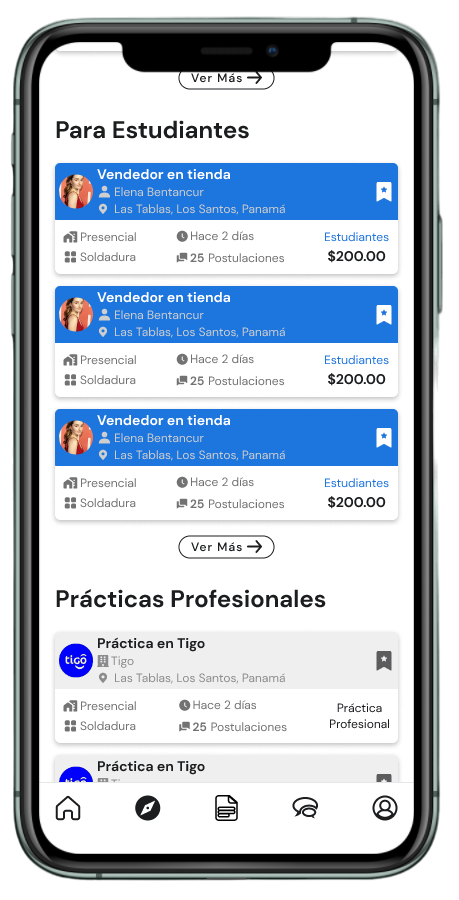 Ver Más
Para Estudiantes
Vendedor en tienda
Elena Bentancur
Las Tablas, Los Santos, Panamá
Presencial
Hace 2 días
Estudiantes
Soldadura
25 Postulaciones
$200.00
Vendedor en tienda
Elena Bentancur
Las Tablas, Los Santos, Panamá
Presencial
Hace 2 días
Estudiantes
Soldadura
25 Postulaciones
$200.00
Vendedor en tienda
Elena Bentancur
Las Tablas, Los Santos, Panamá
Presencial
Hace 2 días
Estudiantes
Soldadura
25 Postulaciones
$200.00
Ver Más
Prácticas Profesionales
tigo
Práctica en Tigo
Tigo
Las Tablas, Los Santos, Panamá
Presencial
Hace 2 días
Práctica
Profesional
Soldadura
25 Postulaciones
Práctica en Tigo